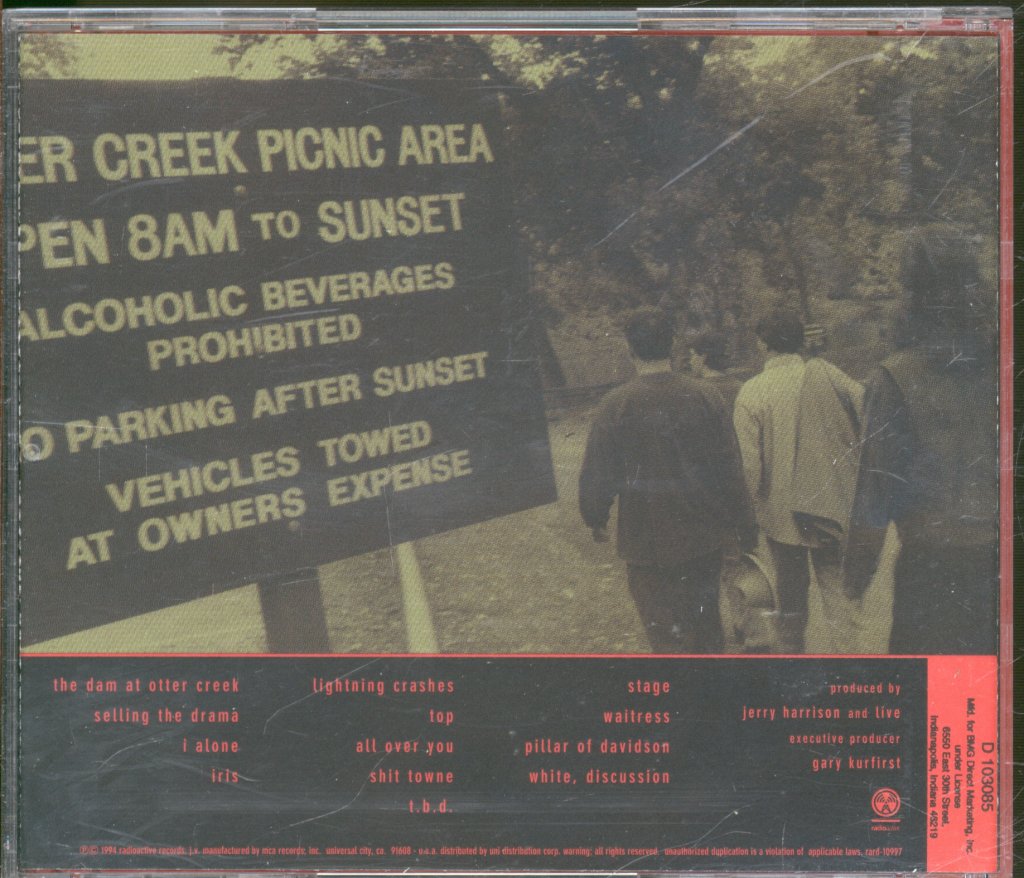 ER CREEK PICNIC AREA
PEN 8AM TO SUNSET
ALCOHOLIC BEVERAGES
PROHIBITED
O PARKING AFTER SUNSET
VEHICLES TOWED
AT OWNERS EXPENSE
the dam at otter creek
selling the drama
i alone
iris
lightning crashes
top
all over you
shit towne
t.b.d.
stage
waitress
pillar of davidson
white, discussion
produced by
jerry harrison and live
executive producer
gary kurfirst
radioactive
Mfd. for BMG Direct Marketing, Inc.
under License
6550 East 30th Street,
Indianapolis, Indiana 46219
D 103085
℗© 1994 radioactive records, j.v. manufactured by mca records, inc. universal city, ca. 91608 - u.s.a. distributed by uni distribution corp. warning; all rights reserved. unauthorized duplication is a violation of applicable laws. rard-10997